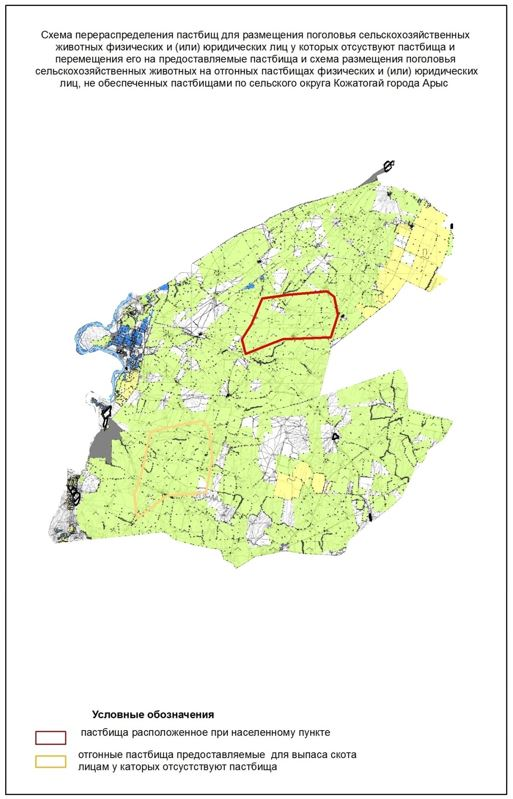 Схема перераспределения пастбищ для размещения поголовья сельскохозяйственных
животных физических и (или) юридических лиц у которых отсуствуют пастбища и
перемещения его на предоставляемые пастбища и схема размещения поголовья
сельскохозяйственных животных на отгонных пастбищах физических и (или) юридических
лиц, не обеспеченных пастбищами по сельского округа Кожатогай города Арыс
Условные обозначения
пастбища расположенное при населенному пункте
отгонные пастбища предоставляемые для выпаса скота
лицам у каторых отсутствуют пастбища